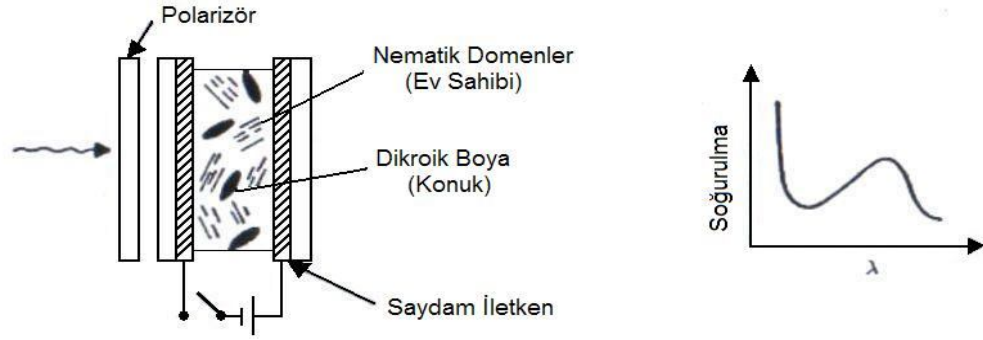 Polarizör
Nematik Domenler
(Ev Sahibi)
Dikroik Boya
(Konuk)
Saydam İletken
Soğurulma
λ